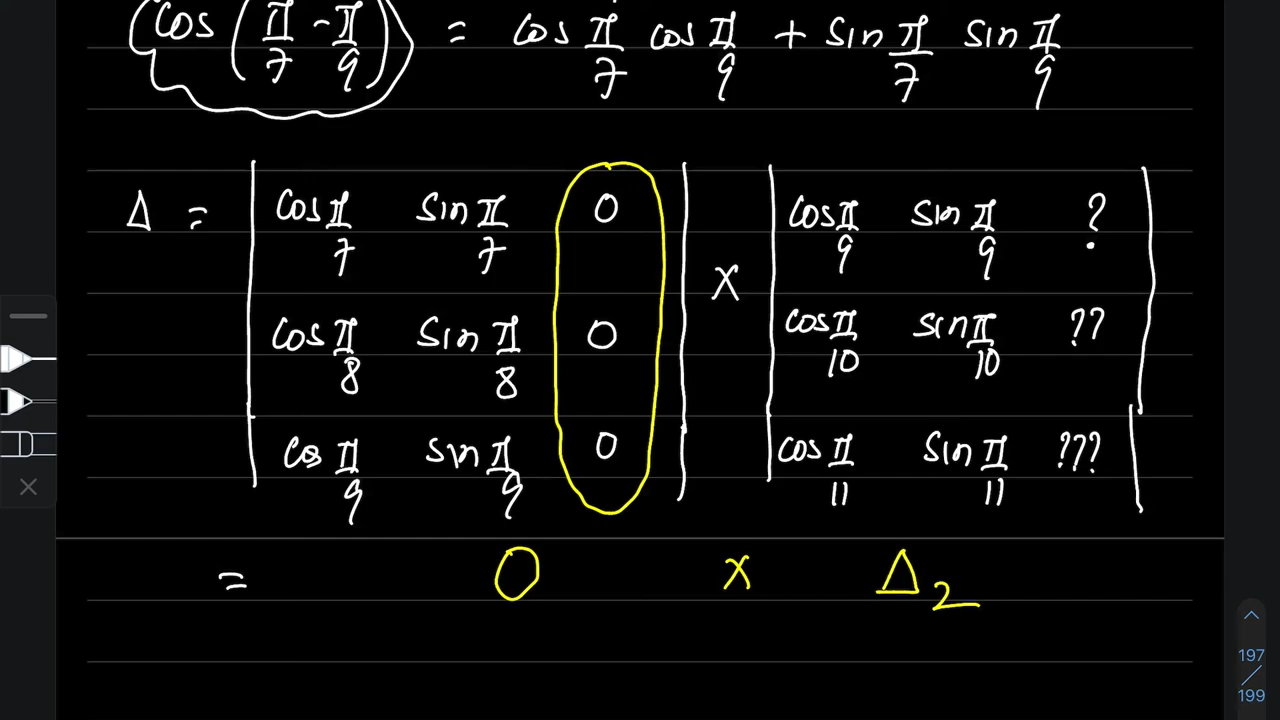 cos (π/7 - π/9) = cos π/7 cos π/9 + sin π/7 sin π/9
Δ = | cos π/7 sin π/7 0 | X | cos π/9 sin π/9 ? |
| cos π/8 sin π/8 0 | | cos π/10 sin π/10 ?? |
| cos π/9 sin π/9 0 | | cos π/11 sin π/11 ??? |
= 0 x Δ₂
197
/
199